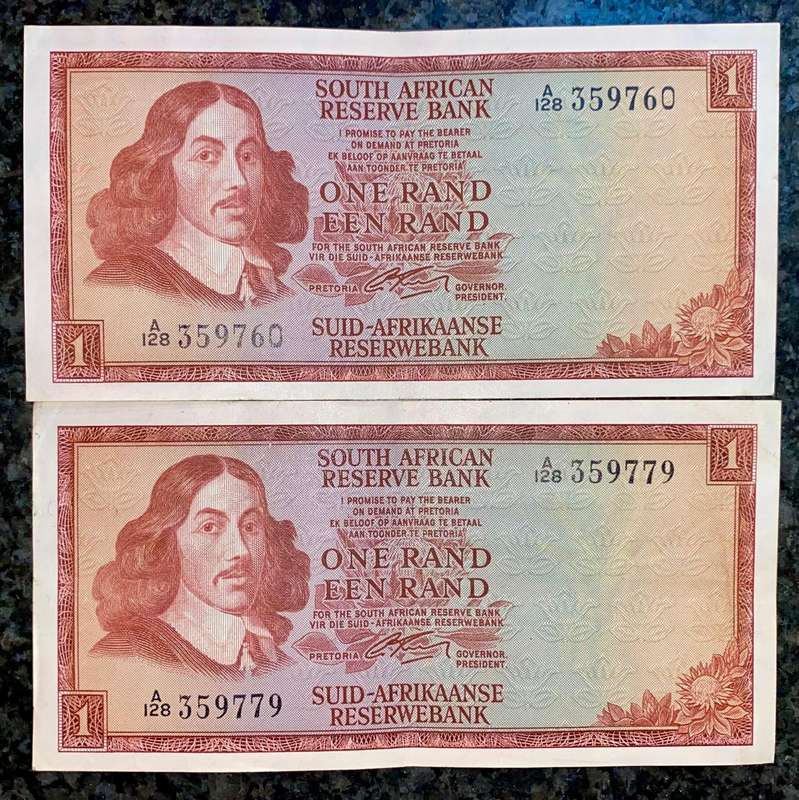 SOUTH AFRICAN
RESERVE BANK
A/128 359760
1
I PROMISE TO PAY THE BEARER
ON DEMAND AT PRETORIA
EK BELOOF OP AANVRAAG TE BETAAL
AAN TOONDER TE PRETORIA
ONE RAND
EEN RAND
FOR THE SOUTH AFRICAN RESERVE BANK
VIR DIE SUID-AFRIKAANSE RESERWEBANK
PRETORIA
GOVERNOR.
PRESIDENT.
1
A/128 359760
SUID-AFRIKAANSE
RESERWEBANK
SOUTH AFRICAN
RESERVE BANK
A/128 359779
1
I PROMISE TO PAY THE BEARER
ON DEMAND AT PRETORIA
EK BELOOF OP AANVRAAG TE BETAAL
AAN TOONDER TE PRETORIA
ONE RAND
EEN RAND
FOR THE SOUTH AFRICAN RESERVE BANK
VIR DIE SUID-AFRIKAANSE RESERWEBANK
PRETORIA
GOVERNOR.
PRESIDENT.
1
A/128 359779
SUID-AFRIKAANSE
RESERWEBANK